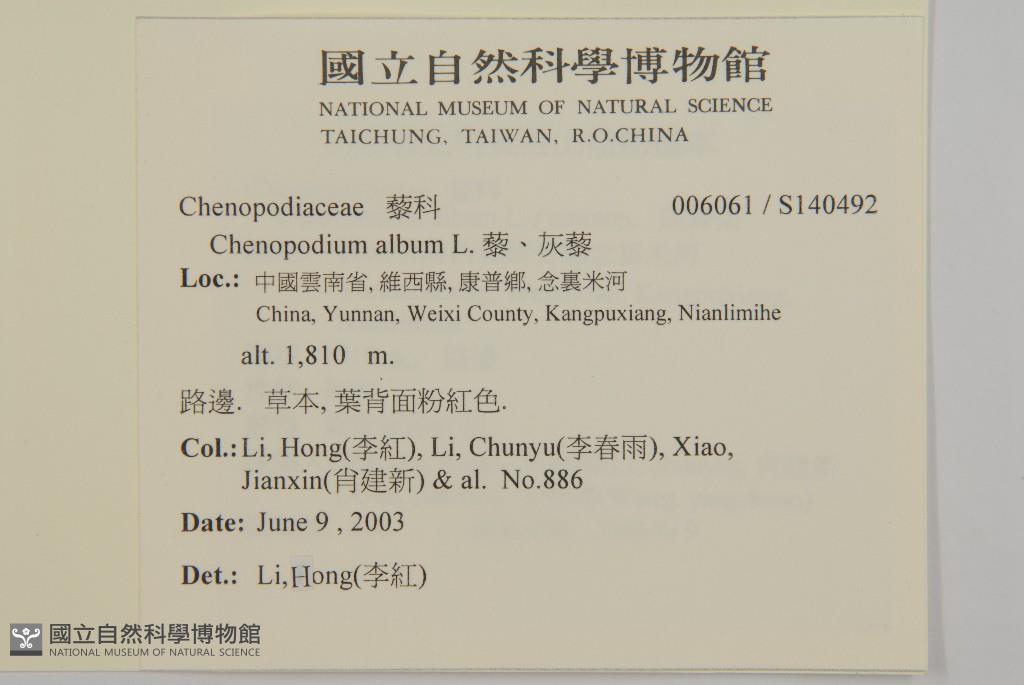 國立自然科學博物館
NATIONAL MUSEUM OF NATURAL SCIENCE
TAICHUNG, TAIWAN, R.O.CHINA
Chenopodiaceae 藜科 006061 / S140492
Chenopodium album L. 藜、灰藜
Loc.: 中國雲南省, 維西縣, 康普鄉, 念裏米河
China, Yunnan, Weixi County, Kangpuxiang, Nianlimihe
alt. 1,810 m.
路邊. 草本, 葉背面粉紅色.
Col.: Li, Hong(李紅), Li, Chunyu(李春雨), Xiao,
Jianxin(肖建新) & al. No.886
Date: June 9 , 2003
Det.: Li,Hong(李紅)
國立自然科學博物館
NATIONAL MUSEUM OF NATURAL SCIENCE